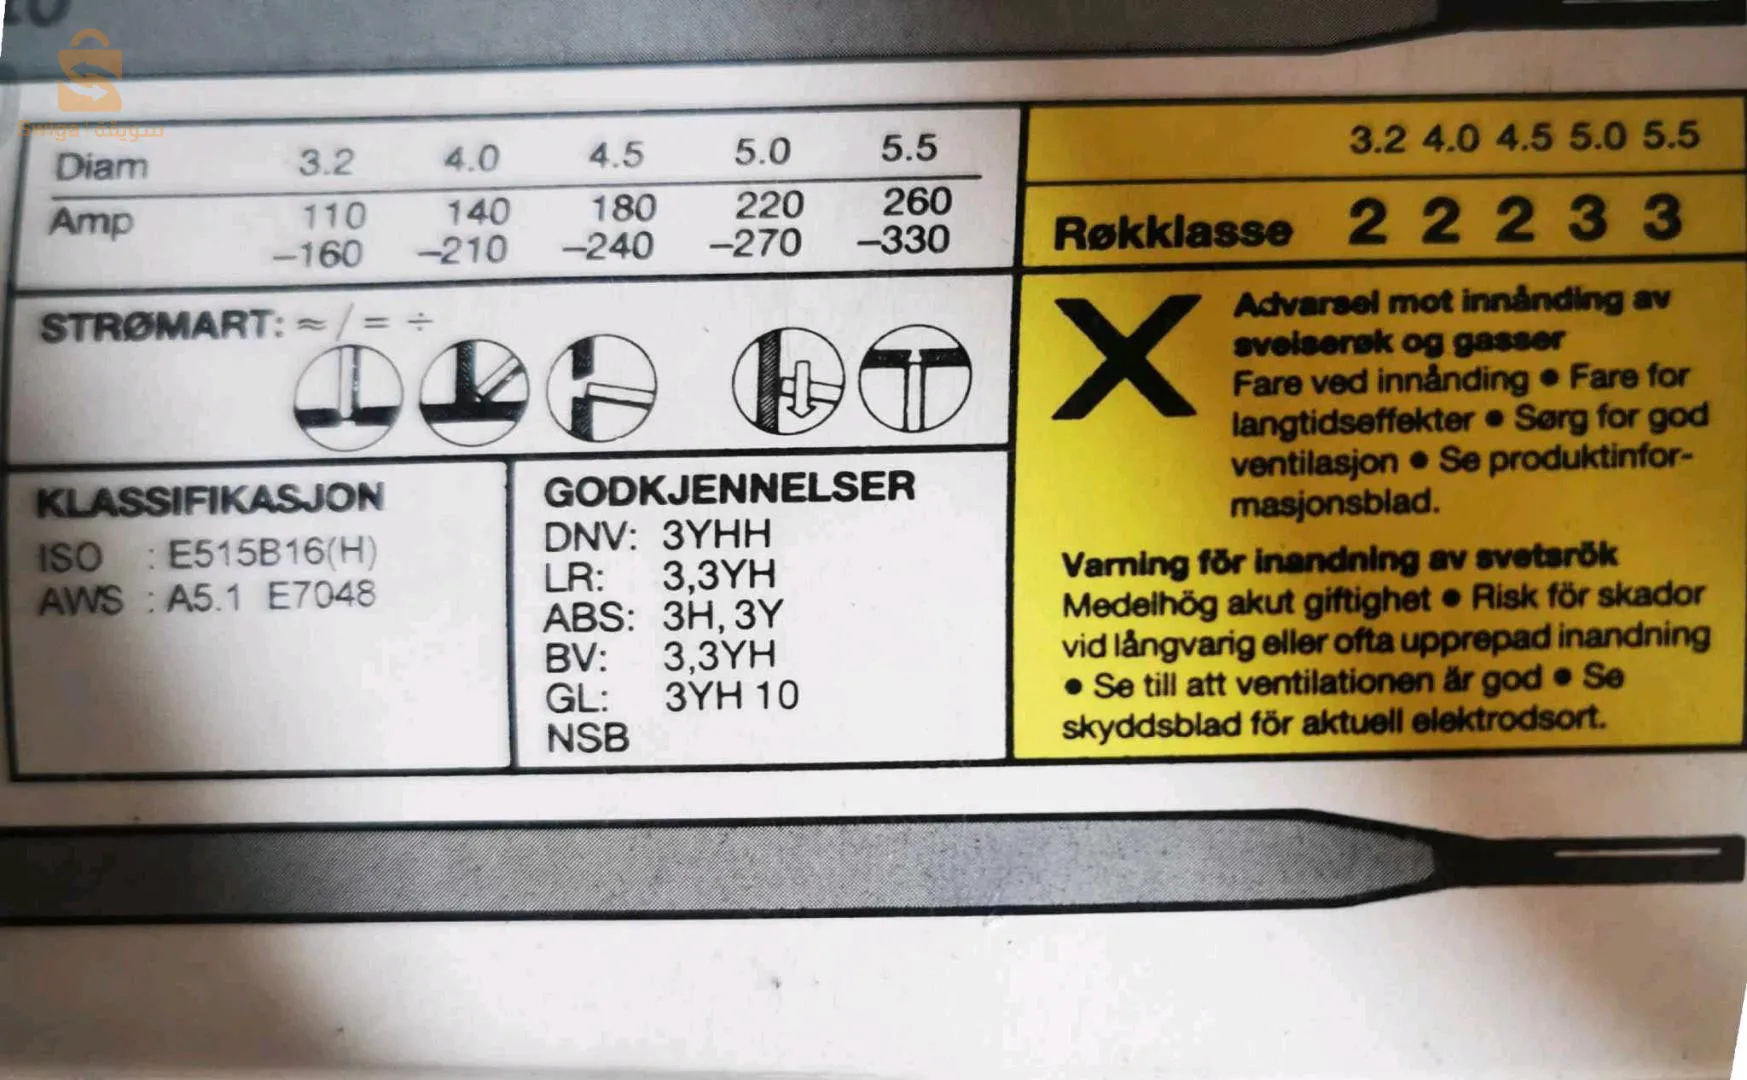 Diam 3.2 4.0 4.5 5.0 5.5
Amp 110 140 180 220 260
–160 –210 –240 –270 –330
STRØMART: ≈ / = ÷
KLASSIFIKASJON
ISO : E515B16(H)
AWS : A5.1 E7048
GODKJENNELSER
DNV: 3YHH
LR: 3,3YH
ABS: 3H, 3Y
BV: 3,3YH
GL: 3YH 10
NSB
3.2 4.0 4.5 5.0 5.5
Røkklasse 2 2 2 3 3
X
Advarsel mot innånding av
sveiserøk og gasser
Fare ved innånding • Fare for
langtidseffekter • Sørg for god
ventilasjon • Se produktinfor-
masjonsblad.
Varning för inandning av svetsrök
Medelhög akut giftighet • Risk för skador
vid långvarig eller ofta upprepad inandning
• Se till att ventilationen är god • Se
skyddsblad för aktuell elektrodsort.